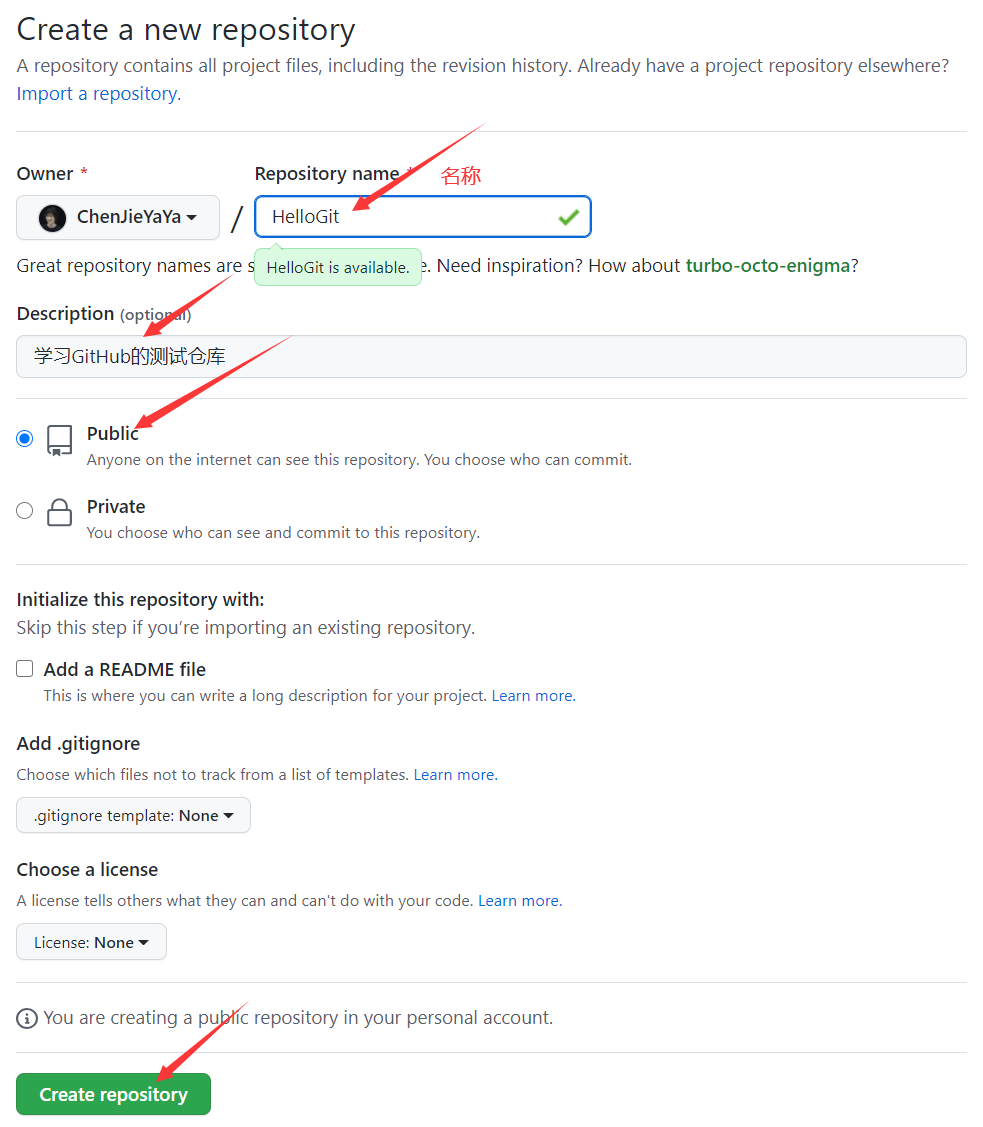 Create a new repository
A repository contains all project files, including the revision history. Already have a project repository elsewhere?
Import a repository.
Owner *
Repository name *
名称
ChenJieYaYa
/
HelloGit
Great repository names are s
e. Need inspiration? How about turbo-octo-enigma?
HelloGit is available.
Description (optional)
学习GitHub的测试仓库
Public
Anyone on the internet can see this repository. You choose who can commit.
Private
You choose who can see and commit to this repository.
Initialize this repository with:
Skip this step if you’re importing an existing repository.
Add a README file
This is where you can write a long description for your project. Learn more.
Add .gitignore
Choose which files not to track from a list of templates. Learn more.
.gitignore template: None
Choose a license
A license tells others what they can and can't do with your code. Learn more.
License: None
You are creating a public repository in your personal account.
Create repository